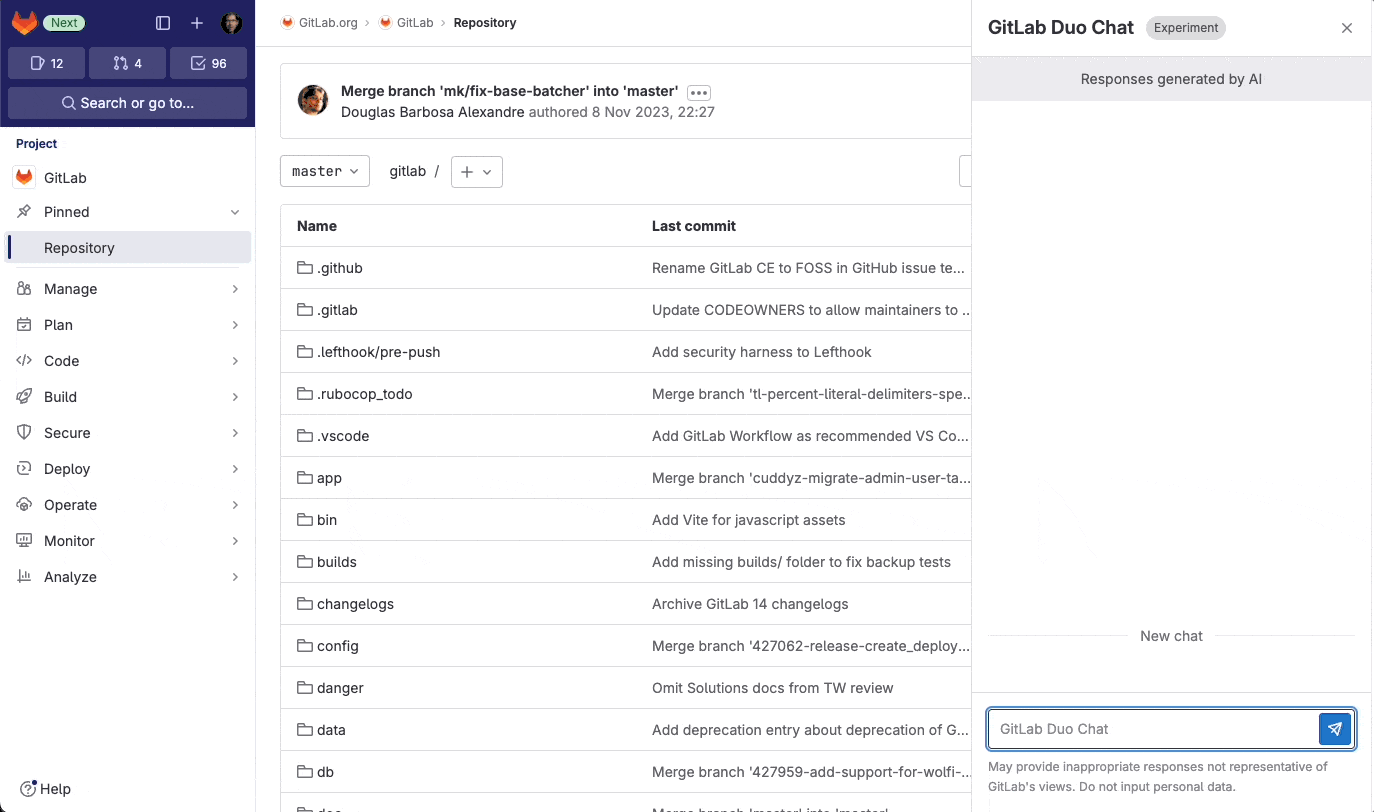 Next
12
4
96
Search or go to...
Project
GitLab
Pinned
Repository
Manage
Plan
Code
Build
Secure
Deploy
Operate
Monitor
Analyze
Help
GitLab.org › GitLab › Repository
Merge branch 'mk/fix-base-batcher' into 'master'
Douglas Barbosa Alexandre authored 8 Nov 2023, 22:27
master gitlab /
Name Last commit
.github Rename GitLab CE to FOSS in GitHub issue te...
.gitlab Update CODEOWNERS to allow maintainers to ..
.lefthook/pre-push Add security harness to Lefthook
.rubocop_todo Merge branch 'tl-percent-literal-delimiters-spe..
.vscode Add GitLab Workflow as recommended VS Co...
app Merge branch 'cuddyz-migrate-admin-user-ta...
bin Add Vite for javascript assets
builds Add missing builds/ folder to fix backup tests
changelogs Archive GitLab 14 changelogs
config Merge branch '427062-release-create_deploy...
danger Omit Solutions docs from TW review
data Add deprecation entry about deprecation of G...
db Merge branch '427959-add-support-for-wolfi-...
GitLab Duo Chat Experiment
Responses generated by AI
New chat
GitLab Duo Chat
May provide inappropriate responses not representative of
GitLab's views. Do not input personal data.